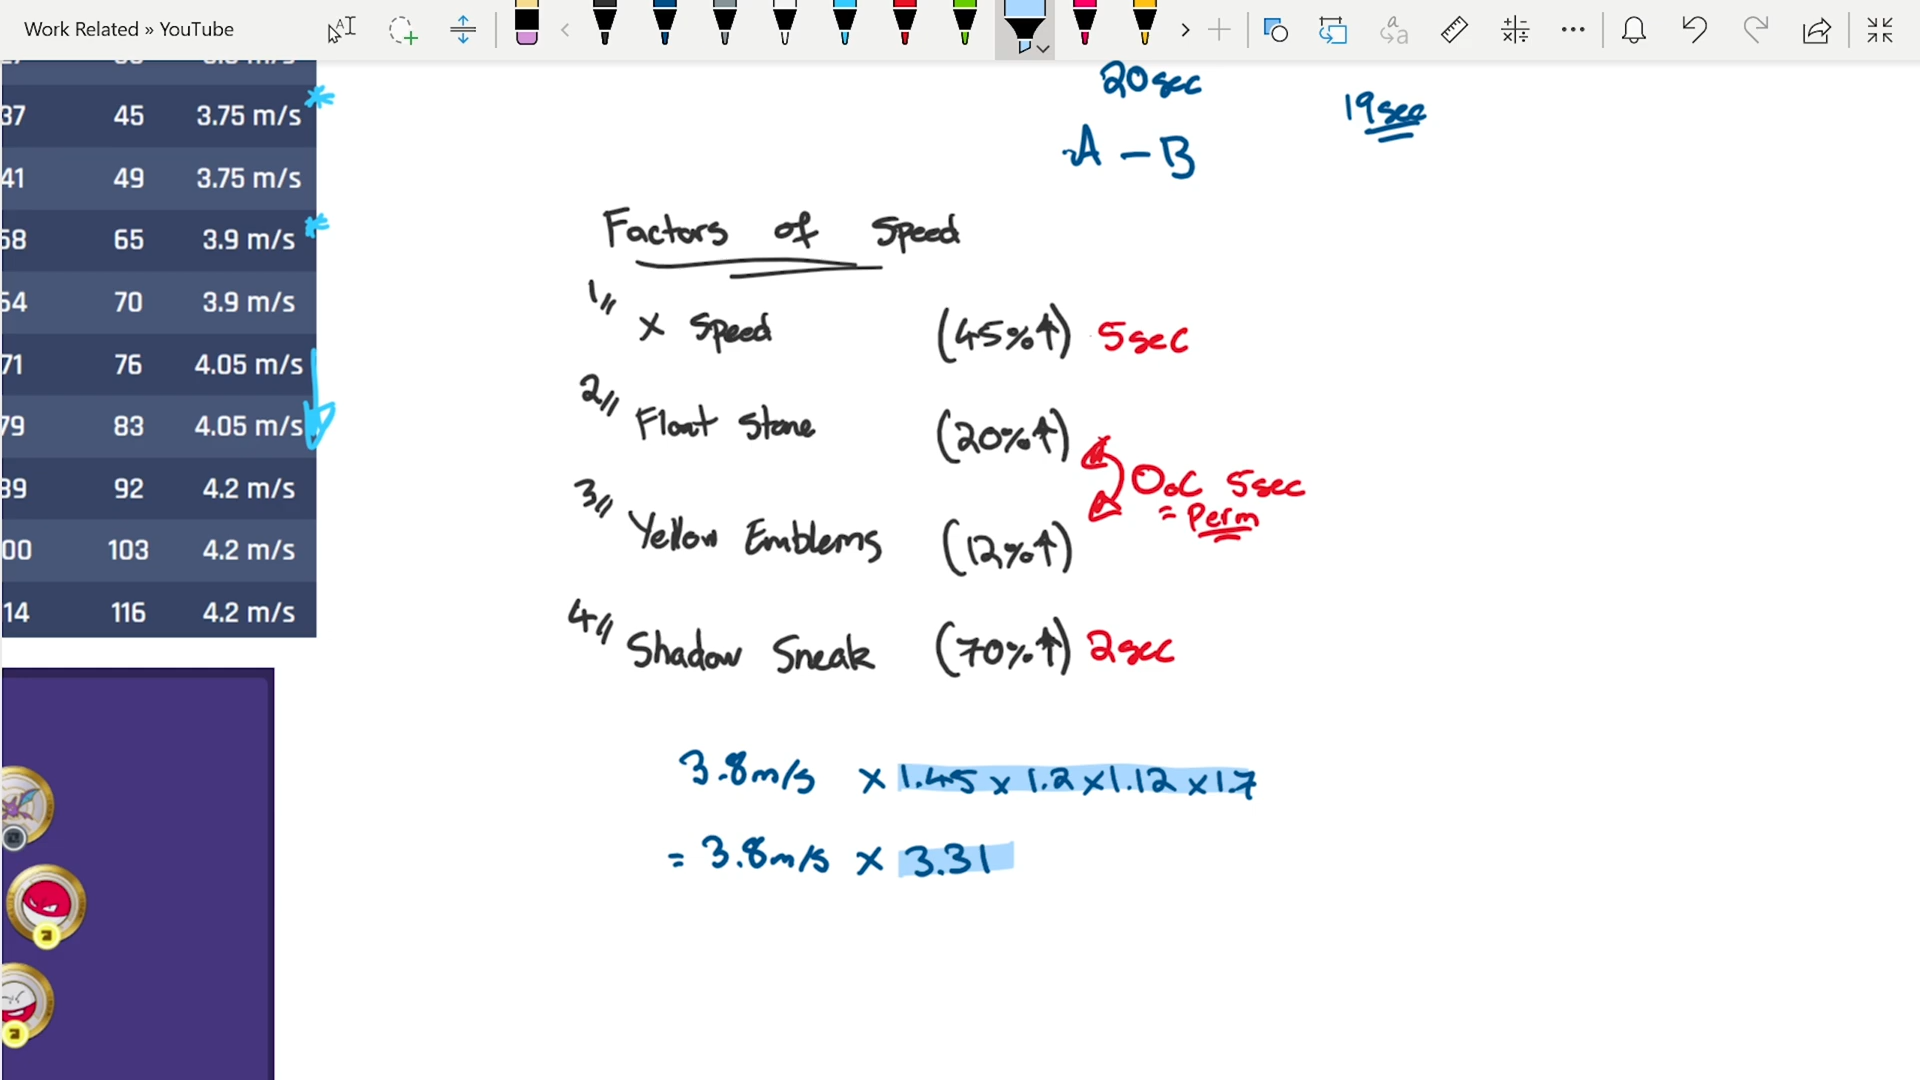 Work Related » YouTube
37 45 3.75 m/s *
41 49 3.75 m/s
58 65 3.9 m/s *
54 70 3.9 m/s
71 76 4.05 m/s
79 83 4.05 m/s
89 92 4.2 m/s
00 103 4.2 m/s
14 116 4.2 m/s
20sec
19sec
A – B
Factors of Speed
1// X Speed (45%↑) 5sec
2// Float Stone (20%↑)
OoC 5sec
= Perm
3// Yellow Emblems (12%↑)
4// Shadow Sneak (70%↑) 2sec
3.8m/s × 1.45 × 1.2 × 1.12 × 1.7
= 3.8m/s × 3.31